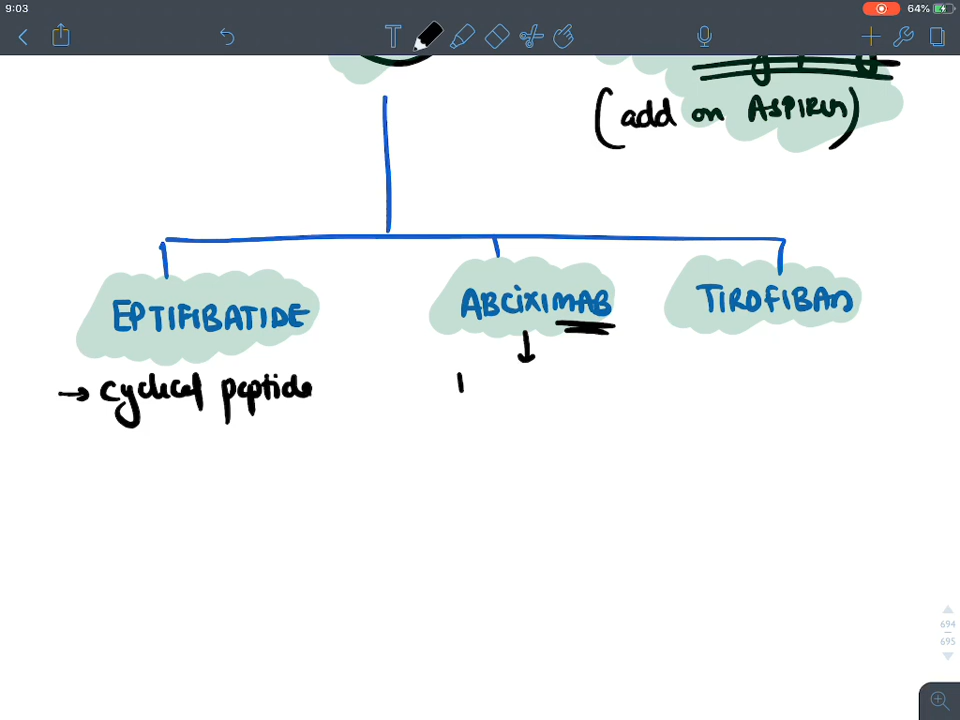 9:03
64%
T
(add on ASPIRIN)
EPTIFIBATIDE
ABCIXIMAB
TIROFIBAN
→ cyclical peptide
694
695